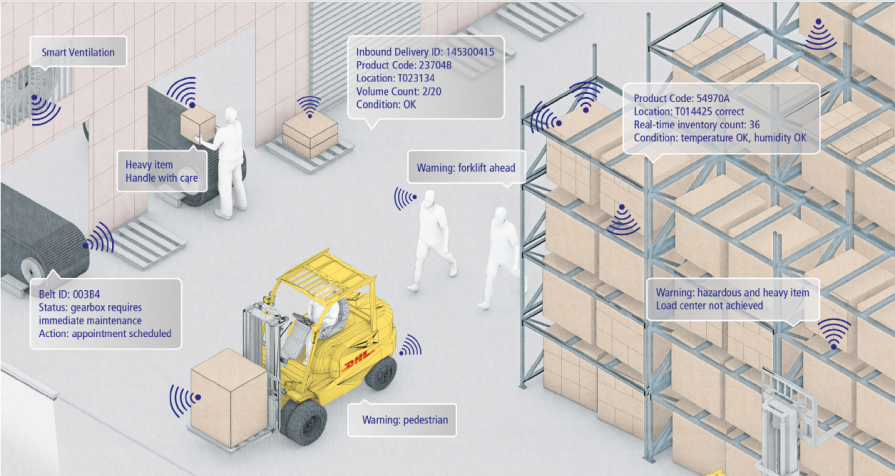 Smart Ventilation
Inbound Delivery ID: 145300415
Product Code: 23704B
Location: T023134
Volume Count: 2/20
Condition: OK
Product Code: 54970A
Location: T014425 correct
Real-time inventory count: 36
Condition: temperature OK, humidity OK
Heavy item
Handle with care
Warning: forklift ahead
Belt ID: 003B4
Status: gearbox requires
immediate maintenance
Action: appointment scheduled
Warning: hazardous and heavy item
Load center not achieved
DHL
Warning: pedestrian